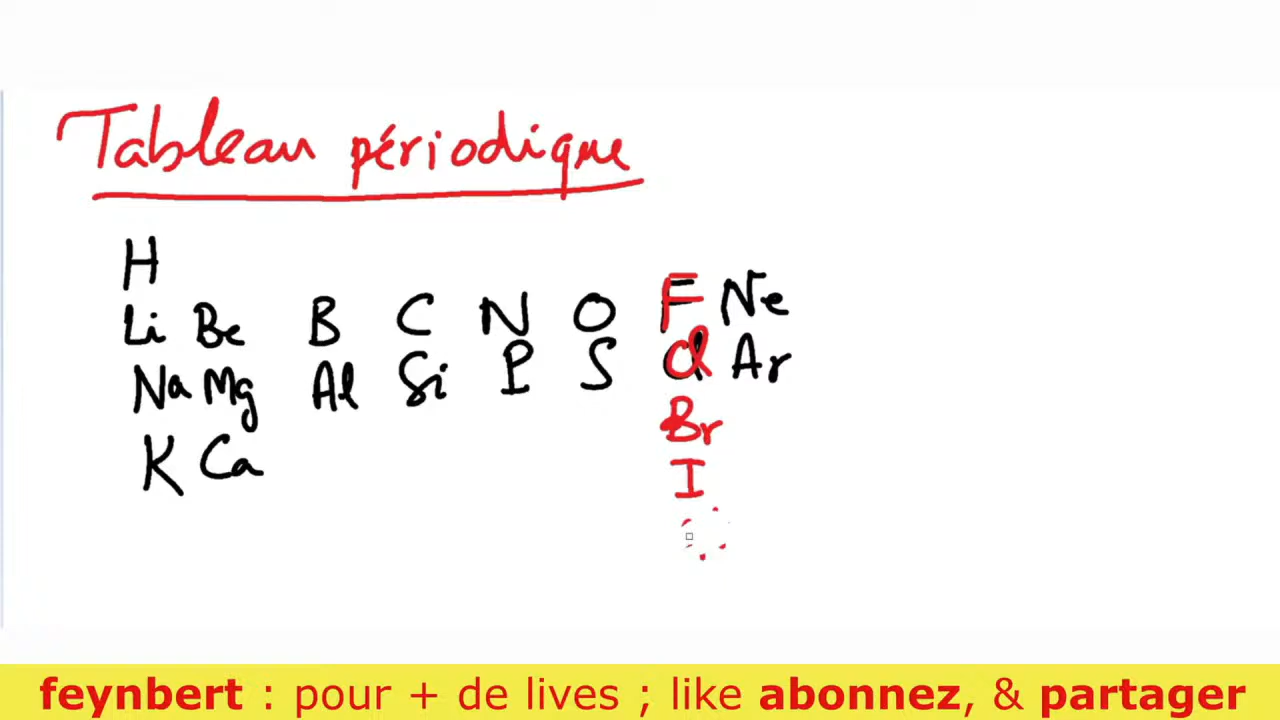 Tableau périodique
H
Li Be B C N O F Ne
Na Mg Al Si P S Cl Ar
K Ca Br
I
feynbert : pour + de lives ; like abonnez, & partager